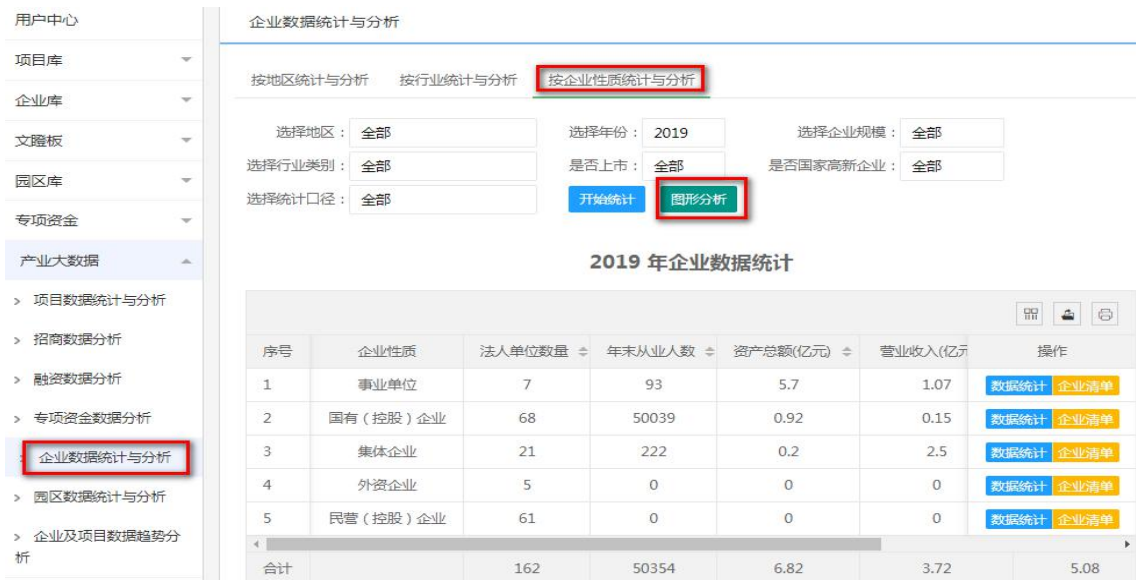 用户中心
项目库
企业库
文瞪板
园区库
专项资金
产业大数据
> 项目数据统计与分析
> 招商数据分析
> 融资数据分析
> 专项资金数据分析
> 企业数据统计与分析
> 园区数据统计与分析
> 企业及项目数据趋势分
析
企业数据统计与分析
按地区统计与分析 按行业统计与分析 按企业性质统计与分析
选择地区： 全部 选择年份： 2019 选择企业规模： 全部
选择行业类别： 全部 是否上市： 全部 是否国家高新企业： 全部
选择统计口径： 全部 开始统计 图形分析
2019 年企业数据统计
序号 企业性质 法人单位数量 年末从业人数 资产总额(亿元) 营业收入(亿元 操作
1 事业单位 7 93 5.7 1.07 数据统计 企业清单
2 国有（控股）企业 68 50039 0.92 0.15 数据统计 企业清单
3 集体企业 21 222 0.2 2.5 数据统计 企业清单
4 外资企业 5 0 0 0 数据统计 企业清单
5 民营（控股）企业 61 0 0 0 数据统计 企业清单
合计 162 50354 6.82 3.72 5.08